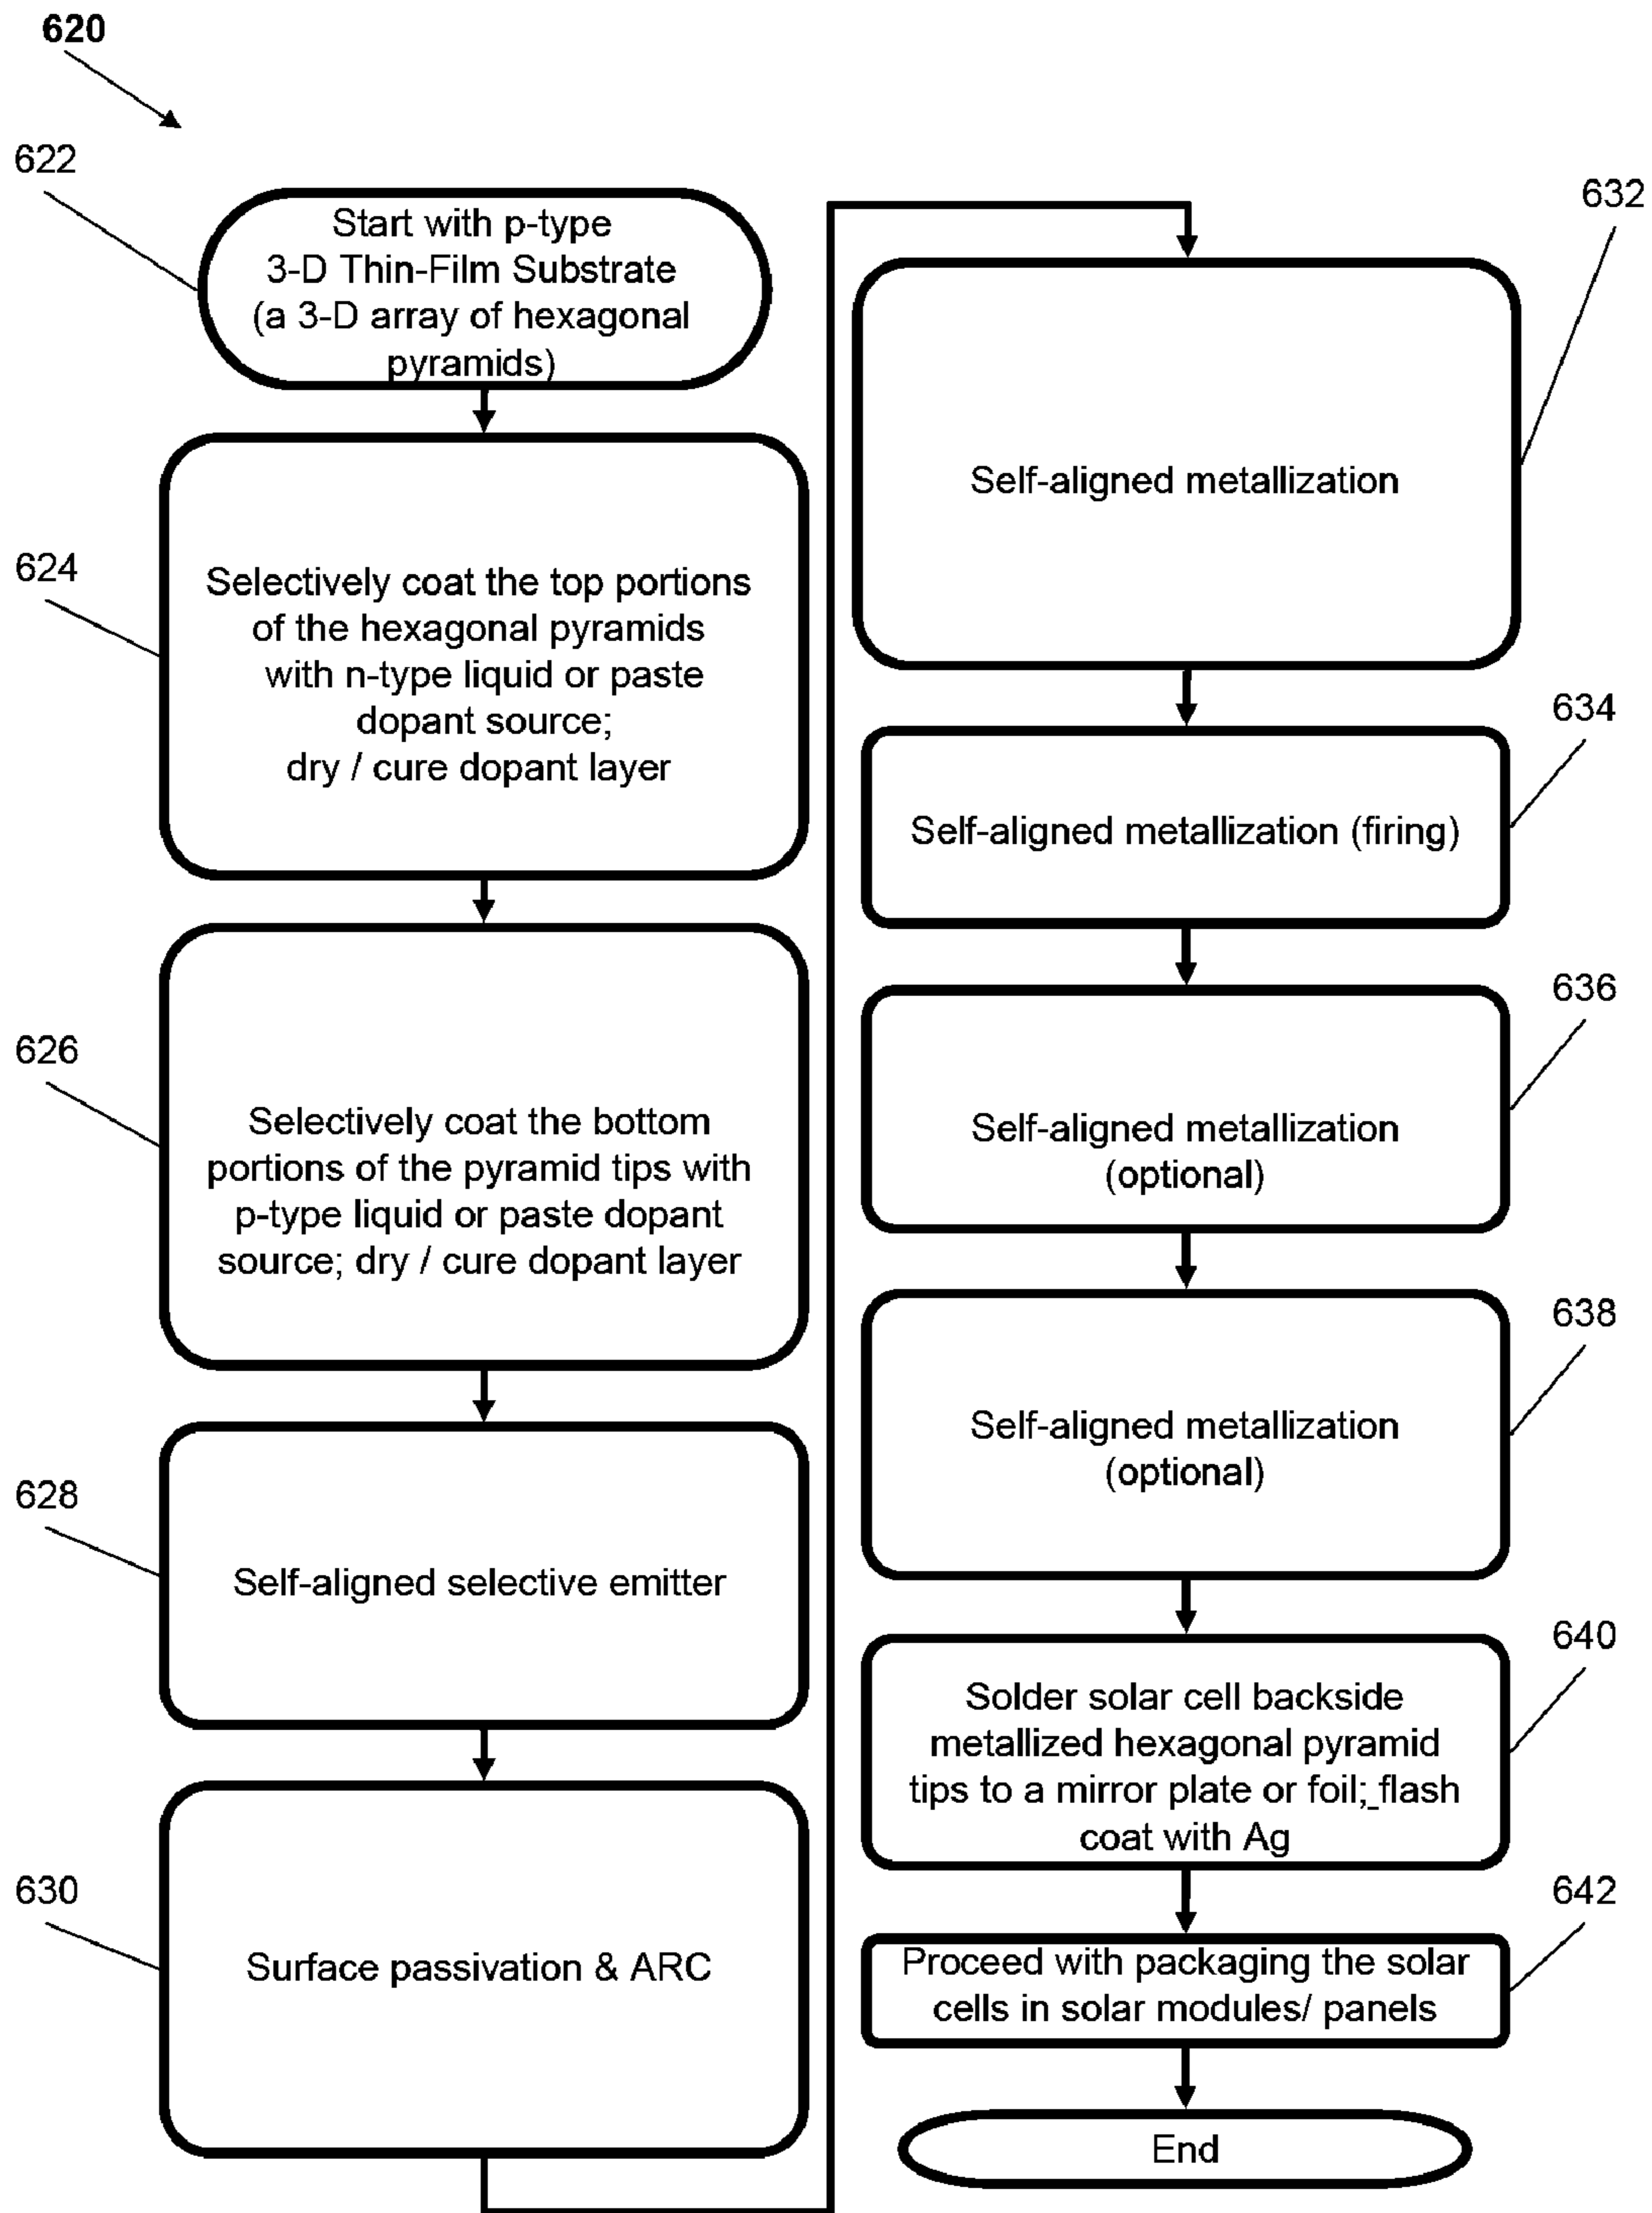 620
622
Start with p-type
3-D Thin-Film Substrate
(a 3-D array of hexagonal
pyramids)
624
Selectively coat the top portions
of the hexagonal pyramids
with n-type liquid or paste
dopant source;
dry / cure dopant layer
626
Selectively coat the bottom
portions of the pyramid tips with
p-type liquid or paste dopant
source; dry / cure dopant layer
628
Self-aligned selective emitter
630
Surface passivation & ARC
632
Self-aligned metallization
634
Self-aligned metallization (firing)
636
Self-aligned metallization
(optional)
638
Self-aligned metallization
(optional)
640
Solder solar cell backside
metallized hexagonal pyramid
tips to a mirror plate or foil; flash
coat with Ag
642
Proceed with packaging the solar
cells in solar modules/ panels
End